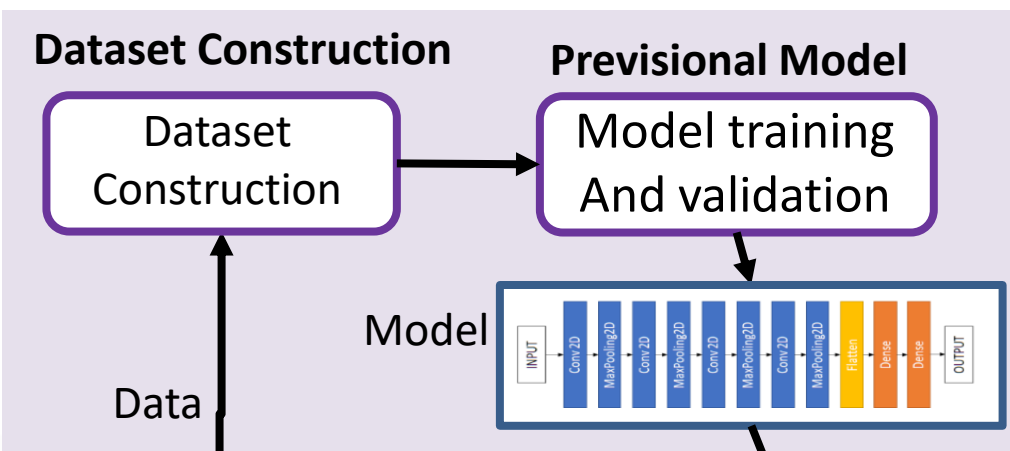 Dataset Construction
Previsional Model
Dataset
Construction
Model training
And validation
Model
INPUT
Conv 2D
MaxPooling2D
Conv 2D
MaxPooling2D
Conv 2D
MaxPooling2D
Conv 2D
MaxPooling2D
Flatten
Dense
Dense
OUTPUT
Data